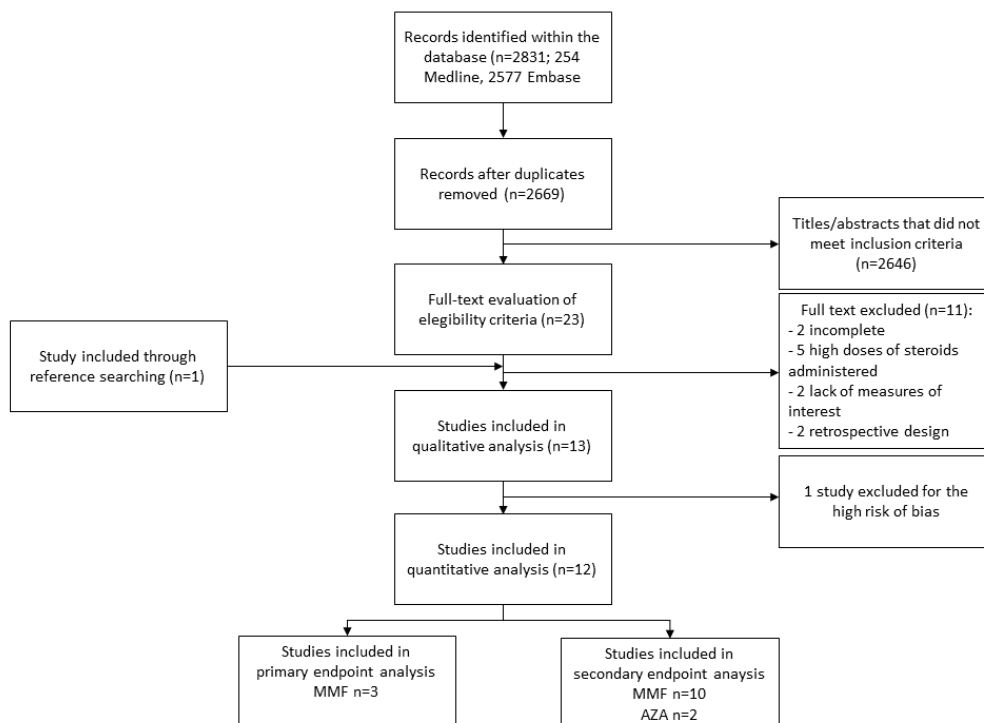 Records identified within the
database (n=2831; 254
Medline, 2577 Embase
Records after duplicates
removed (n=2669)
Titles/abstracts that did not
meet inclusion criteria
(n=2646)
Full-text evaluation of
elegibility criteria (n=23)
Full text excluded (n=11):
- 2 incomplete
- 5 high doses of steroids
administered
- 2 lack of measures of
interest
- 2 retrospective design
Study included through
reference searching (n=1)
Studies included in
qualitative analysis (n=13)
1 study excluded for the
high risk of bias
Studies included in
quantitative analysis (n=12)
Studies included in
primary endpoint analysis
MMF n=3
Studies included in
secondary endpoint anaysis
MMF n=10
AZA n=2